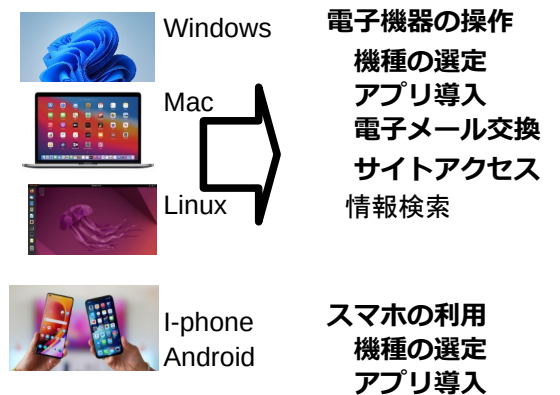 Windows
電子機器の操作
機種の選定
Mac
アプリ導入
電子メール交換
サイトアクセス
Linux
情報検索
I-phone
スマホの利用
Android
機種の選定
アプリ導入